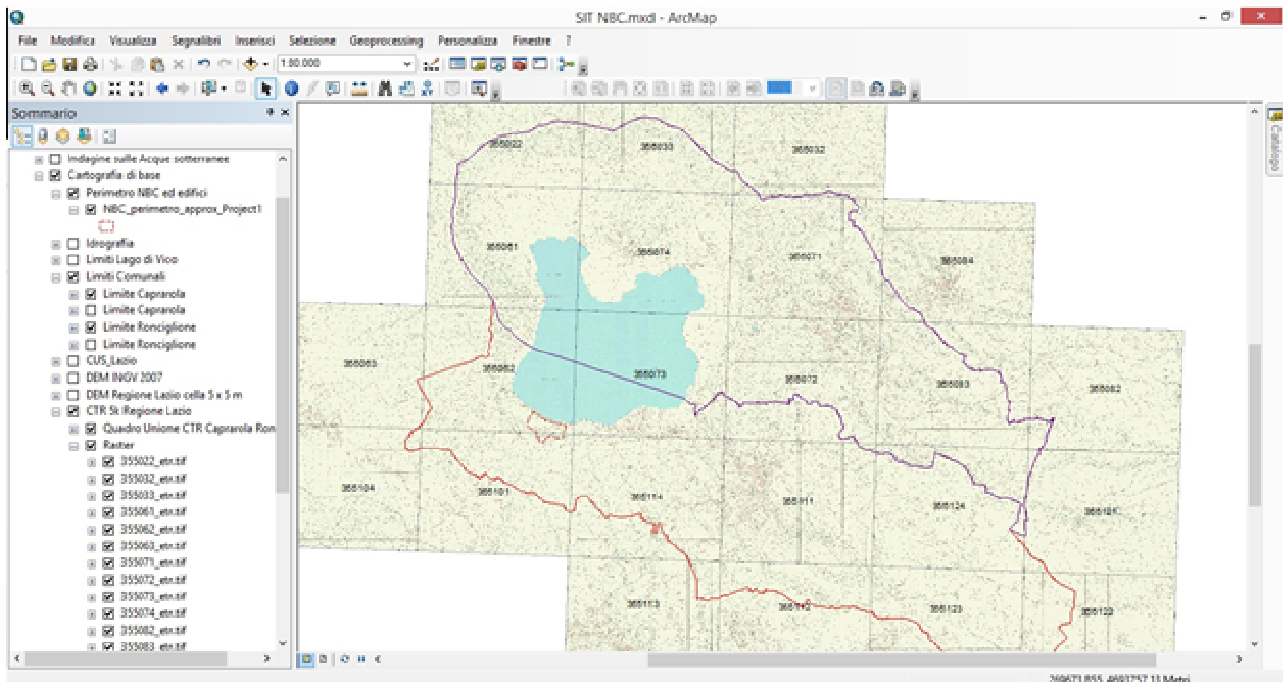 SIT NBC.mxd - ArcMap
File Modifica Visualizza Segnalibri Inserisci Selezione Geoprocessing Personalizza Finestre ?
1:30.000
Sommario
Catalogo
Indagine sulle Acque sotterranee
Cartografia di base
Perimetro NBC ed edifici
NBC_perimetro_approx_Project1
Idrografia
Limiti Lago di Vico
Limiti Comunali
Limite Caprarola
Limite Caprarola
Limite Ronciglione
Limite Ronciglione
CUS_Lazio
DEM INGV 2007
DEM Regione Lazio cella 5 x 5 m
CTR 5k Regione Lazio
Quadro Unione CTR Caprarola Ron
Raster
355022_etn.tif
355032_etn.tif
355033_etn.tif
355061_etn.tif
355062_etn.tif
355063_etn.tif
355071_etn.tif
355072_etn.tif
355073_etn.tif
355074_etn.tif
355082_etn.tif
355083_etn.tif
355022
355033
355032
355061
355074
355071
355084
355063
355062
355073
355072
355083
355082
355104
355101
355114
355111
355124
355121
355113
355112
355123
355122